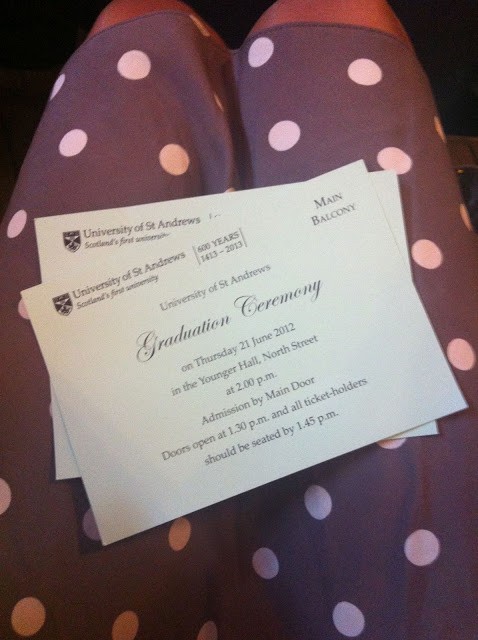 University of St Andrews
Scotland's first
University of St Andrews
Scotland's first university
600 YEARS
1413 – 2013
MAIN
BALCONY
University of St Andrews
Graduation Ceremony
on Thursday 21 June 2012
in the Younger Hall, North Street
at 2.00 p.m.
Admission by Main Door
Doors open at 1.30 p.m. and all ticket-holders
should be seated by 1.45 p.m.